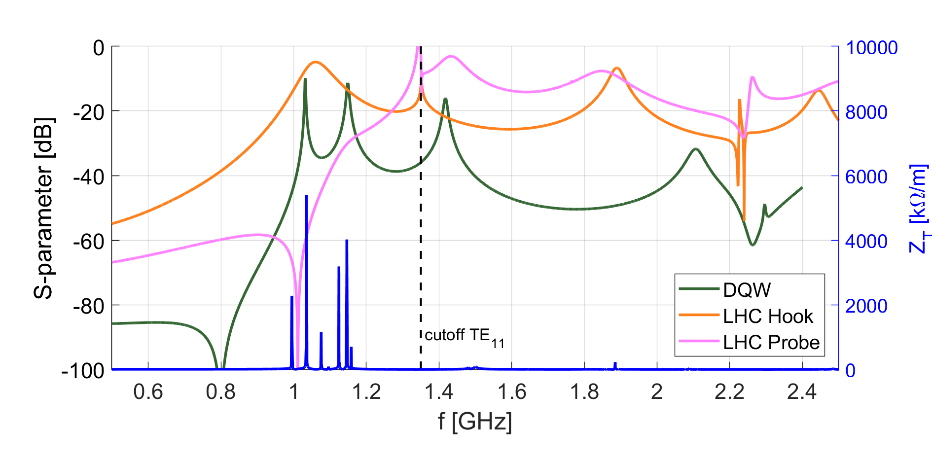 S-parameter [dB]
0
-20
-40
-60
-80
-100
10000
8000
6000
4000
2000
0
Z_T [kΩ/m]
cutoff TE_11
DQW
LHC Hook
LHC Probe
0.6 0.8 1 1.2 1.4 1.6 1.8 2 2.2 2.4
f [GHz]